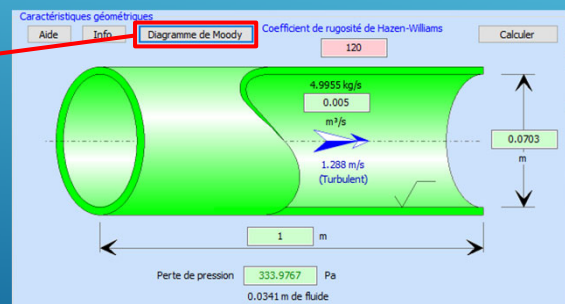 Caractéristiques géométriques
Aide Info Diagramme de Moody Coefficient de rugosité de Hazen-Williams Calculer
120
4.9955 kg/s
0.005
m³/s
0.0703
m
1.288 m/s
(Turbulent)
1 m
Perte de pression 333.9767 Pa
0.0341 m de fluide